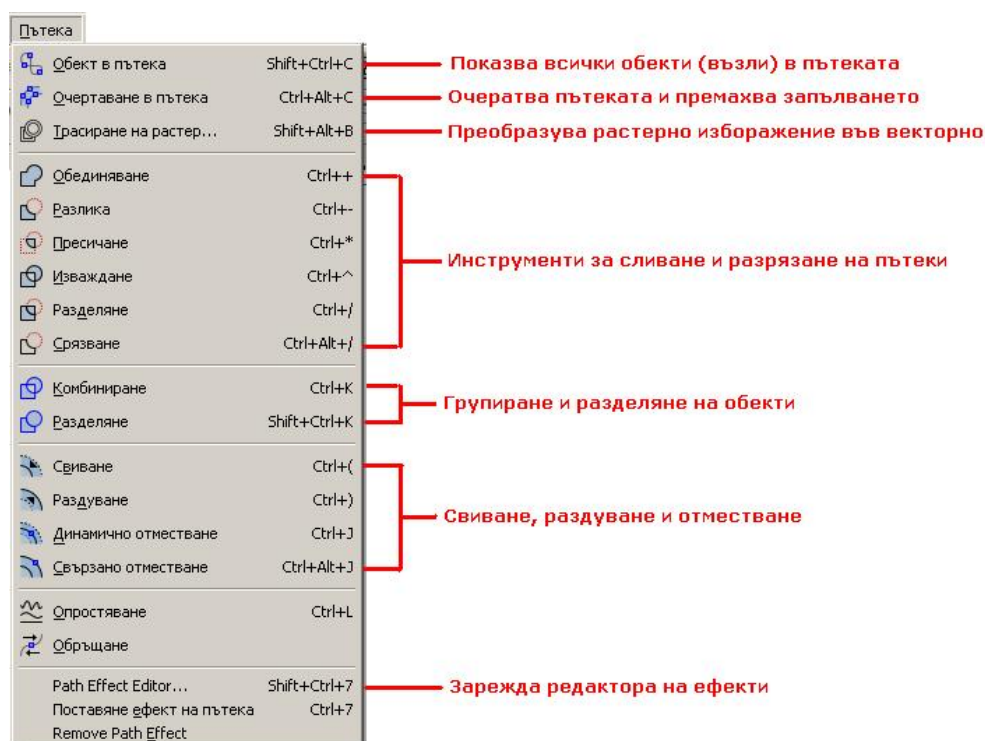 Пътека
Обект в пътека Shift+Ctrl+C Показва всички обекти (възли) в пътеката
Очертаване в пътека Ctrl+Alt+C Очератва пътеката и премахва запълването
Трасиране на растер... Shift+Alt+B Преобразува растерно изборажение във векторно
Обединяване Ctrl++
Разлика Ctrl+-
Пресичане Ctrl+*
Инструменти за сливане и разрязане на пътеки
Изваждане Ctrl+^
Разделяне Ctrl+/
Срязване Ctrl+Alt+/
Комбиниране Ctrl+K
Групиране и разделяне на обекти
Разделяне Shift+Ctrl+K
Свиване Ctrl+(
Раздуване Ctrl+)
Свиване, раздуване и отместване
Динамично отместване Ctrl+J
Свързано отместване Ctrl+Alt+J
Опростяване Ctrl+L
Обръщане
Path Effect Editor... Shift+Ctrl+7 Зарежда редактора на ефекти
Поставяне ефект на пътека Ctrl+7
Remove Path Effect